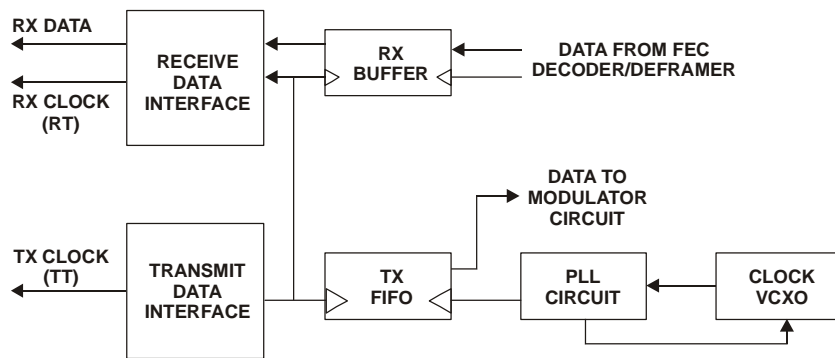 RX DATA
RX CLOCK
(RT)
RECEIVE
DATA
INTERFACE
RX
BUFFER
DATA FROM FEC
DECODER/DEFRAMER
DATA TO
MODULATOR
CIRCUIT
TX CLOCK
(TT)
TRANSMIT
DATA
INTERFACE
TX
FIFO
PLL
CIRCUIT
CLOCK
VCXO